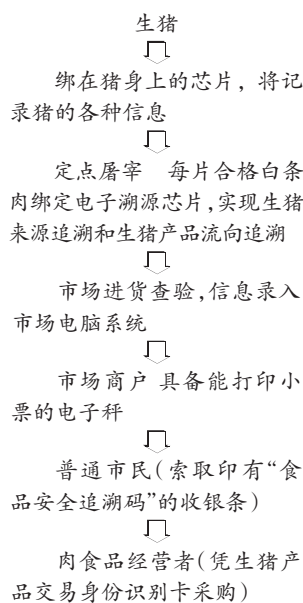 生猪
绑在猪身上的芯片，将记
录猪的各种信息
定点屠宰　每片合格白条
肉绑定电子溯源芯片,实现生猪
来源追溯和生猪产品流向追溯
市场进货查验,信息录入
市场电脑系统
市场商户 具备能打印小
票的电子秤
普通市民(索取印有“食
品安全追溯码”的收银条)
肉食品经营者(凭生猪产
品交易身份识别卡采购)